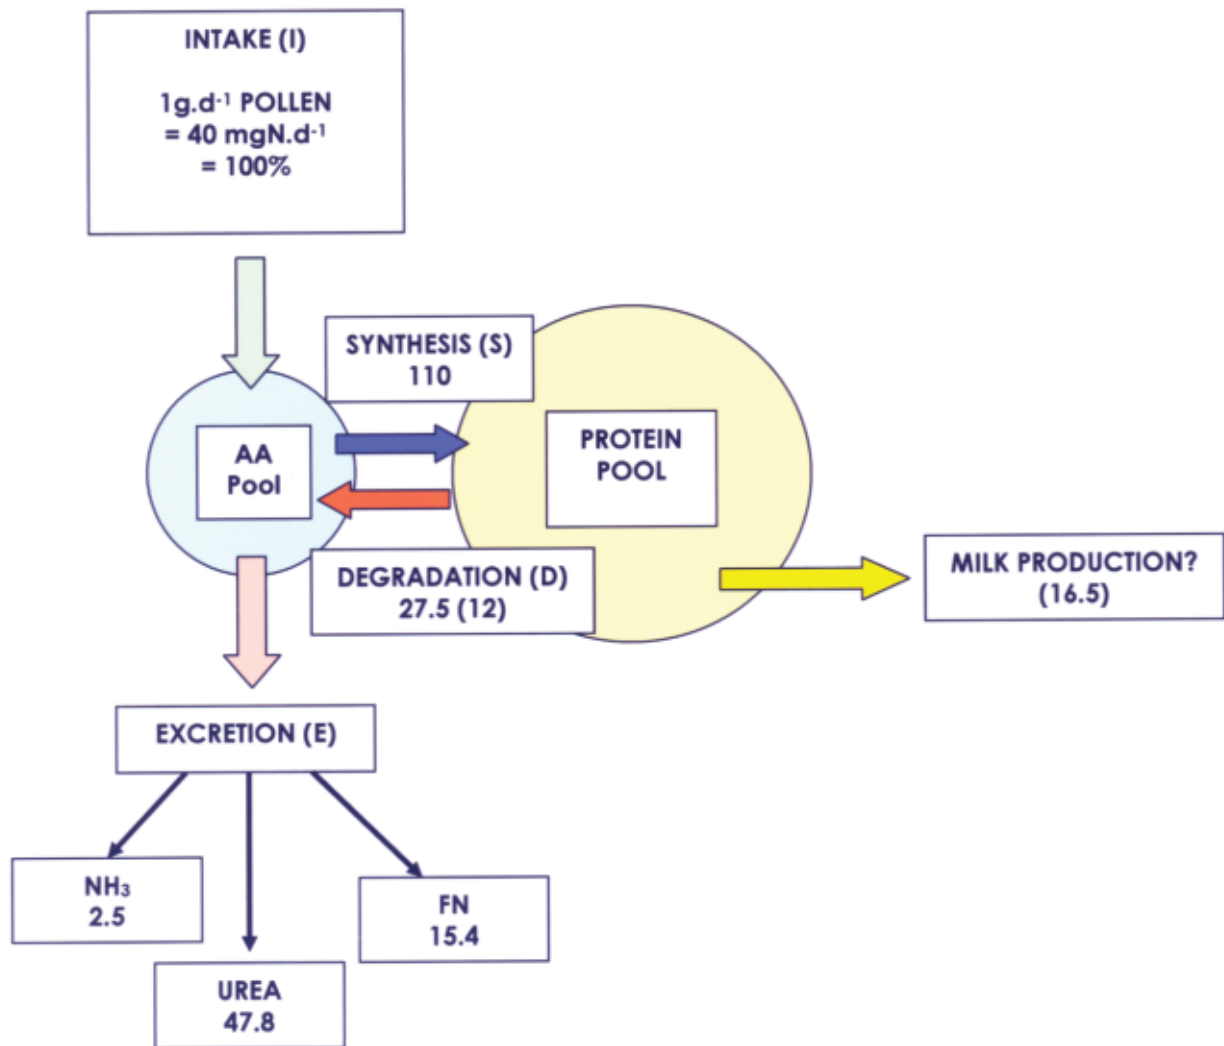 INTAKE (I)
1g.d⁻¹ POLLEN
= 40 mgN.d⁻¹
= 100%
SYNTHESIS (S)
110
AA
Pool
PROTEIN
POOL
DEGRADATION (D)
27.5 (12)
MILK PRODUCTION?
(16.5)
EXCRETION (E)
NH₃
2.5
FN
15.4
UREA
47.8